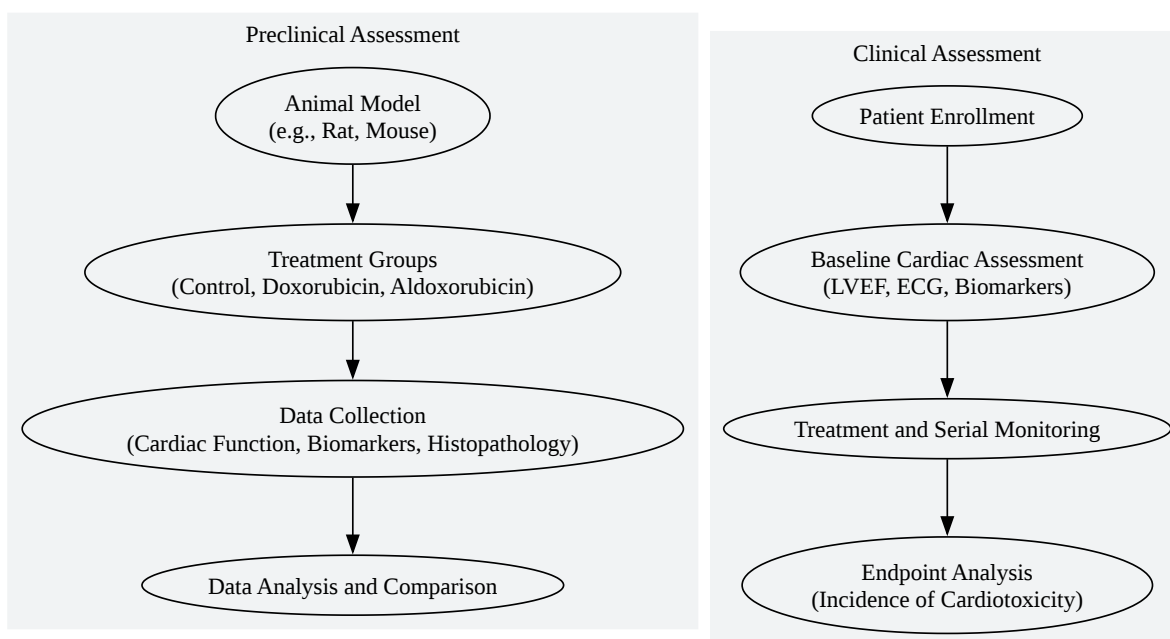 Preclinical Assessment
Animal Model
(e.g., Rat, Mouse)
Treatment Groups
(Control, Doxorubicin, Aldoxorubicin)
Data Collection
(Cardiac Function, Biomarkers, Histopathology)
Data Analysis and Comparison
Clinical Assessment
Patient Enrollment
Baseline Cardiac Assessment
(LVEF, ECG, Biomarkers)
Treatment and Serial Monitoring
Endpoint Analysis
(Incidence of Cardiotoxicity)